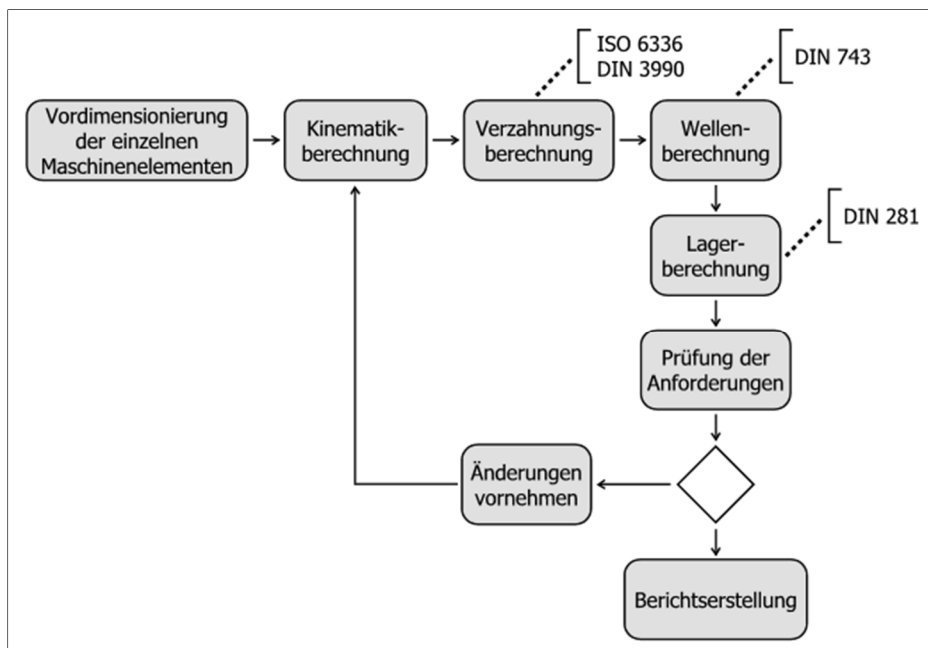 ISO 6336
DIN 3990
DIN 743
Vordimensionierung
der einzelnen
Maschinenelementen
Kinematik-
berechnung
Verzahnungs-
berechnung
Wellen-
berechnung
DIN 281
Lager-
berechnung
Prüfung der
Anforderungen
Änderungen
vornehmen
Berichtserstellung